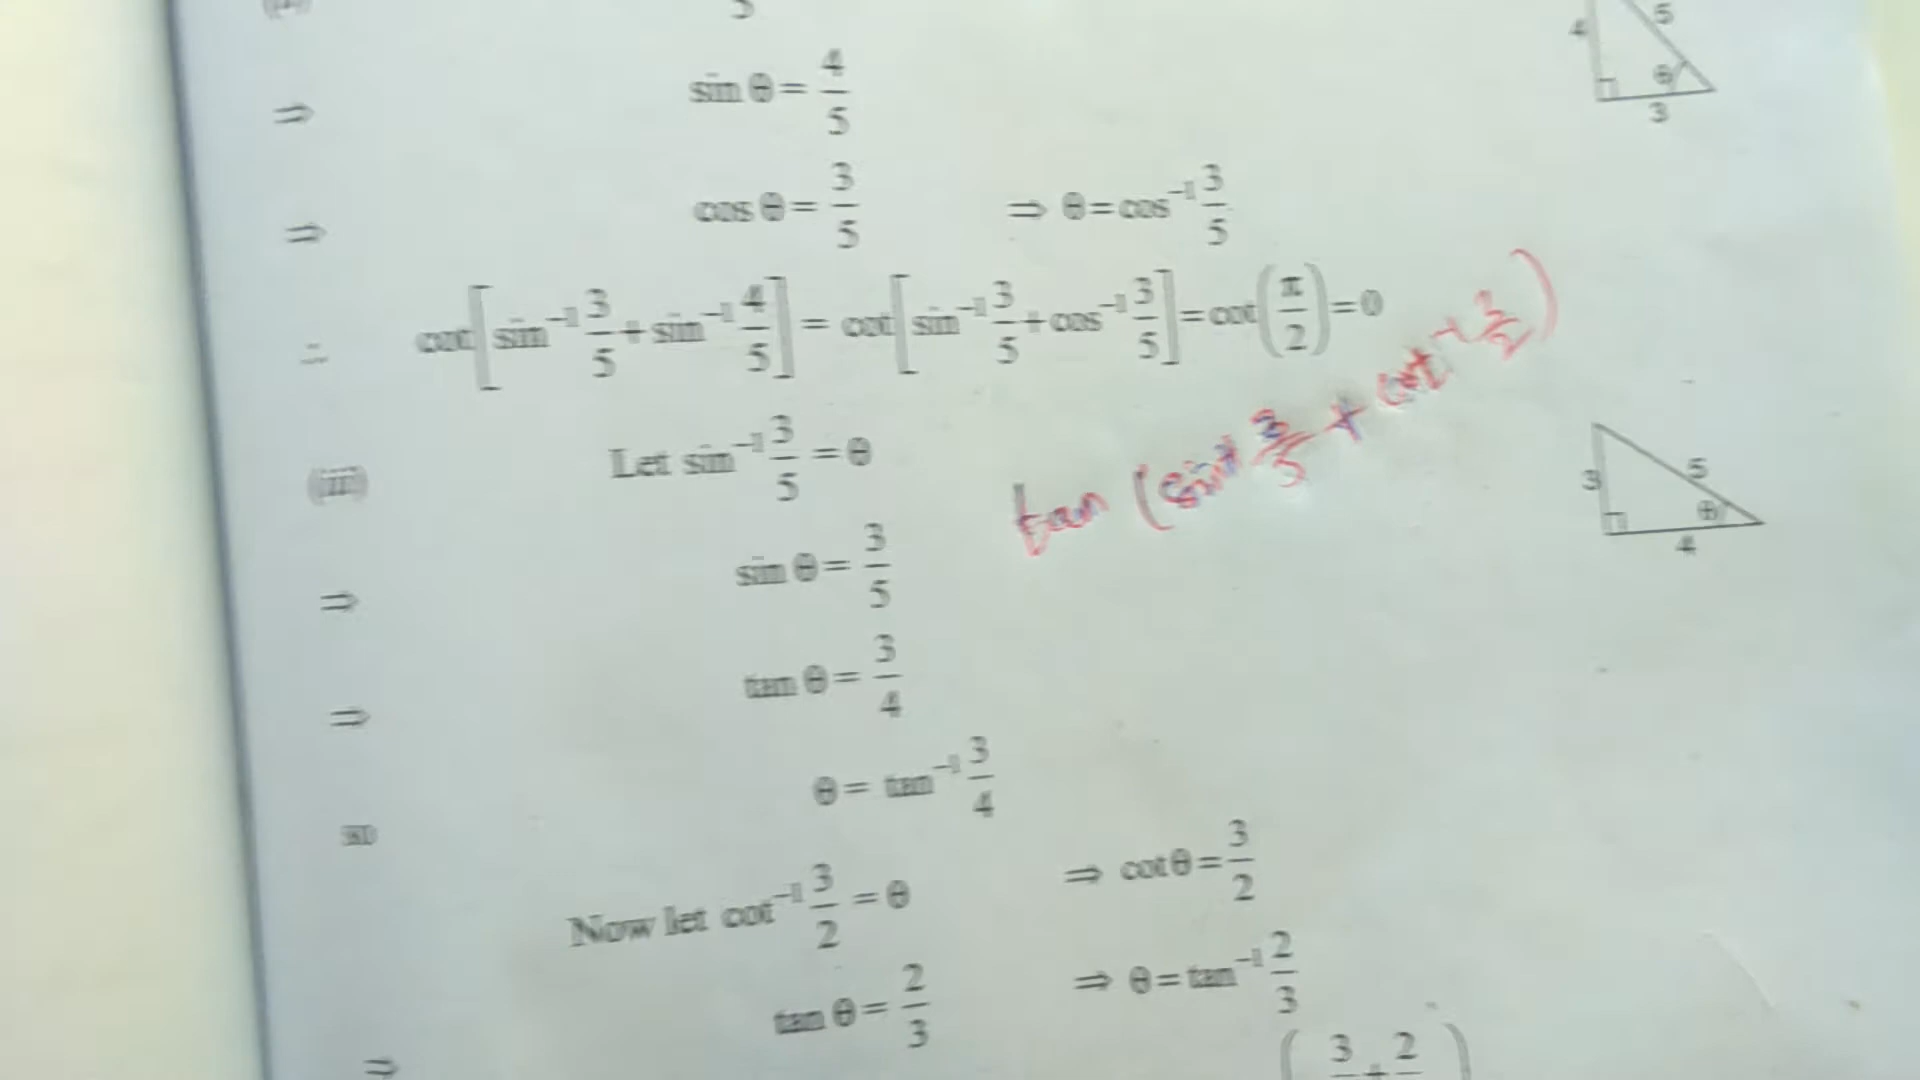 5
4 5
⇒ sin θ = 4/5
θ
3
⇒ cos θ = 3/5 ⇒ θ = cos⁻¹ 3/5
∴ cot[sin⁻¹ 3/5 + sin⁻¹ 4/5] = cot[sin⁻¹ 3/5 + cos⁻¹ 3/5] = cot(π/2) = 0
tan (sin⁻¹ 3/5 + cot⁻¹ 3/2)
(iii) Let sin⁻¹ 3/5 = θ
3 5
θ
4
⇒ sin θ = 3/5
⇒ tan θ = 3/4
so θ = tan⁻¹ 3/4
Now let cot⁻¹ 3/2 = θ ⇒ cot θ = 3/2
⇒ tan θ = 2/3 ⇒ θ = tan⁻¹ 2/3
3 + 2